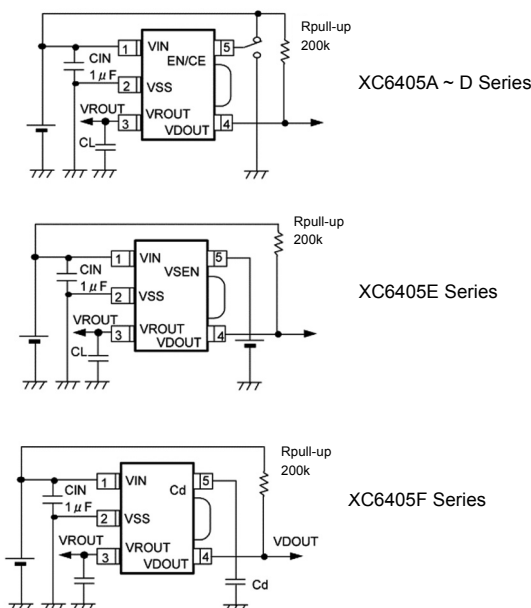 Rpull-up
200k
CIN
1μF
1 VIN
EN/CE 5
2 VSS
VROUT
3 VROUT
VDOUT 4
CL
XC6405A ~ D Series
Rpull-up
200k
CIN
1μF
1 VIN
VSEN 5
2 VSS
VROUT
3 VROUT
VDOUT 4
CL
XC6405E Series
Rpull-up
200k
CIN
1μF
1 VIN
Cd 5
2 VSS
VROUT
3 VROUT
VDOUT 4
VDOUT
Cd
XC6405F Series